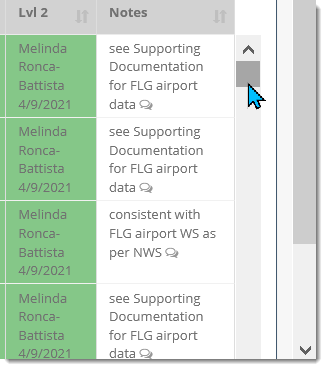 Lvl 2 Notes
Melinda see Supporting
Ronca- Documentation
Battista for FLG airport
4/9/2021 data
Melinda see Supporting
Ronca- Documentation
Battista for FLG airport
4/9/2021 data
Melinda consistent with
Ronca- FLG airport WS as
Battista per NWS
4/9/2021
Melinda see Supporting
Ronca- Documentation
Battista for FLG airport
4/9/2021 data